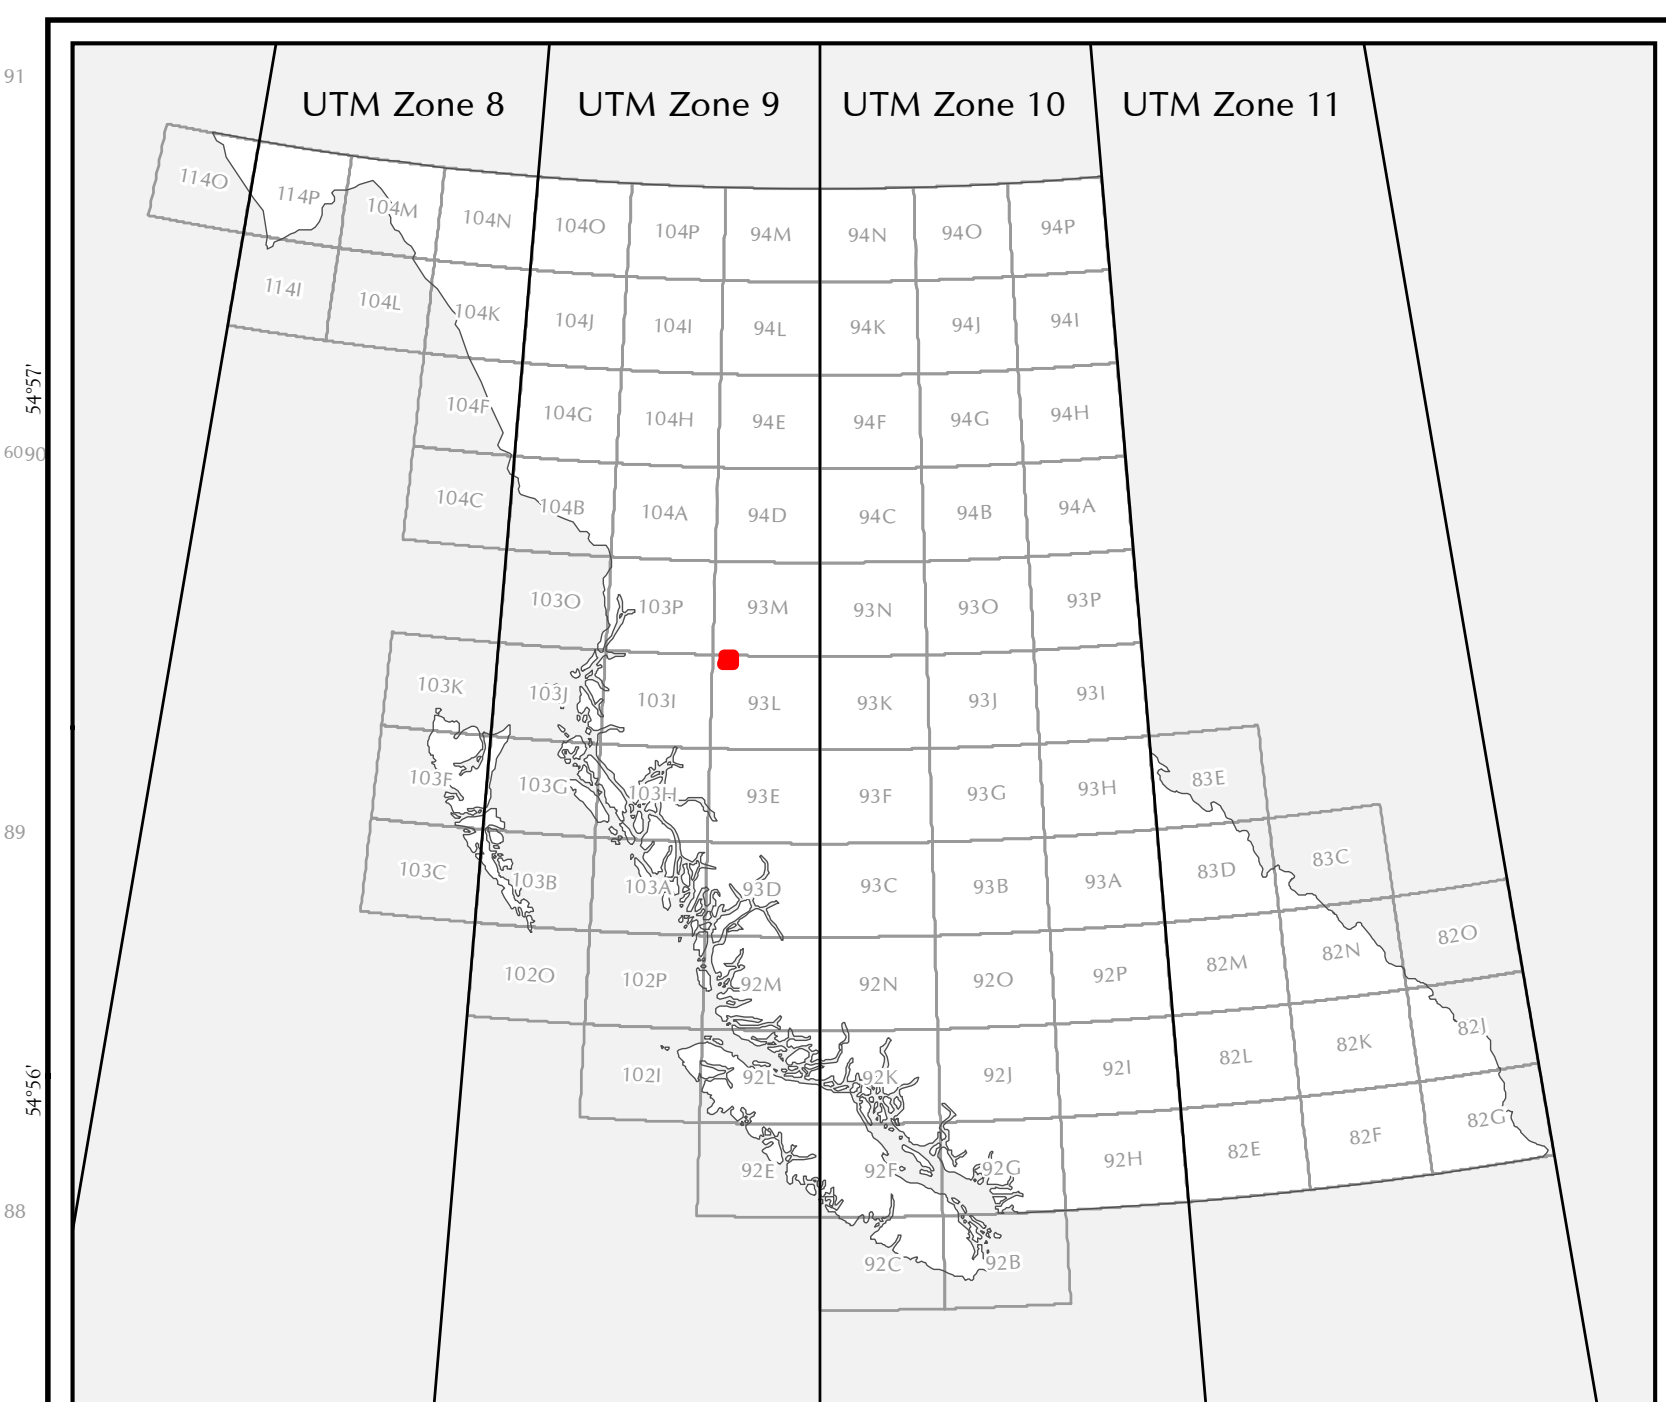 91
UTM Zone 8 UTM Zone 9 UTM Zone 10 UTM Zone 11
114O 114P 104M 104N 104O 104P 94M 94N 94O 94P
114I 104L 104K 104J 104I 94L 94K 94J 94I
54°57'
104F 104G 104H 94E 94F 94G 94H
6090
104C 104B 104A 94D 94C 94B 94A
103O 103P 93M 93N 93O 93P
103K 103J 103I 93L 93K 93J 93I
103F 103G 103H 93E 93F 93G 93H 83E
89
103C 103B 103A 93D 93C 93B 93A 83D 83C
102O 102P 92M 92N 92O 92P 82M 82N 82O
54°56'
102I 92L 92K 92J 92I 82L 82K 82J
92E 92F 92G 92H 82E 82F 82G
88
92C 92B